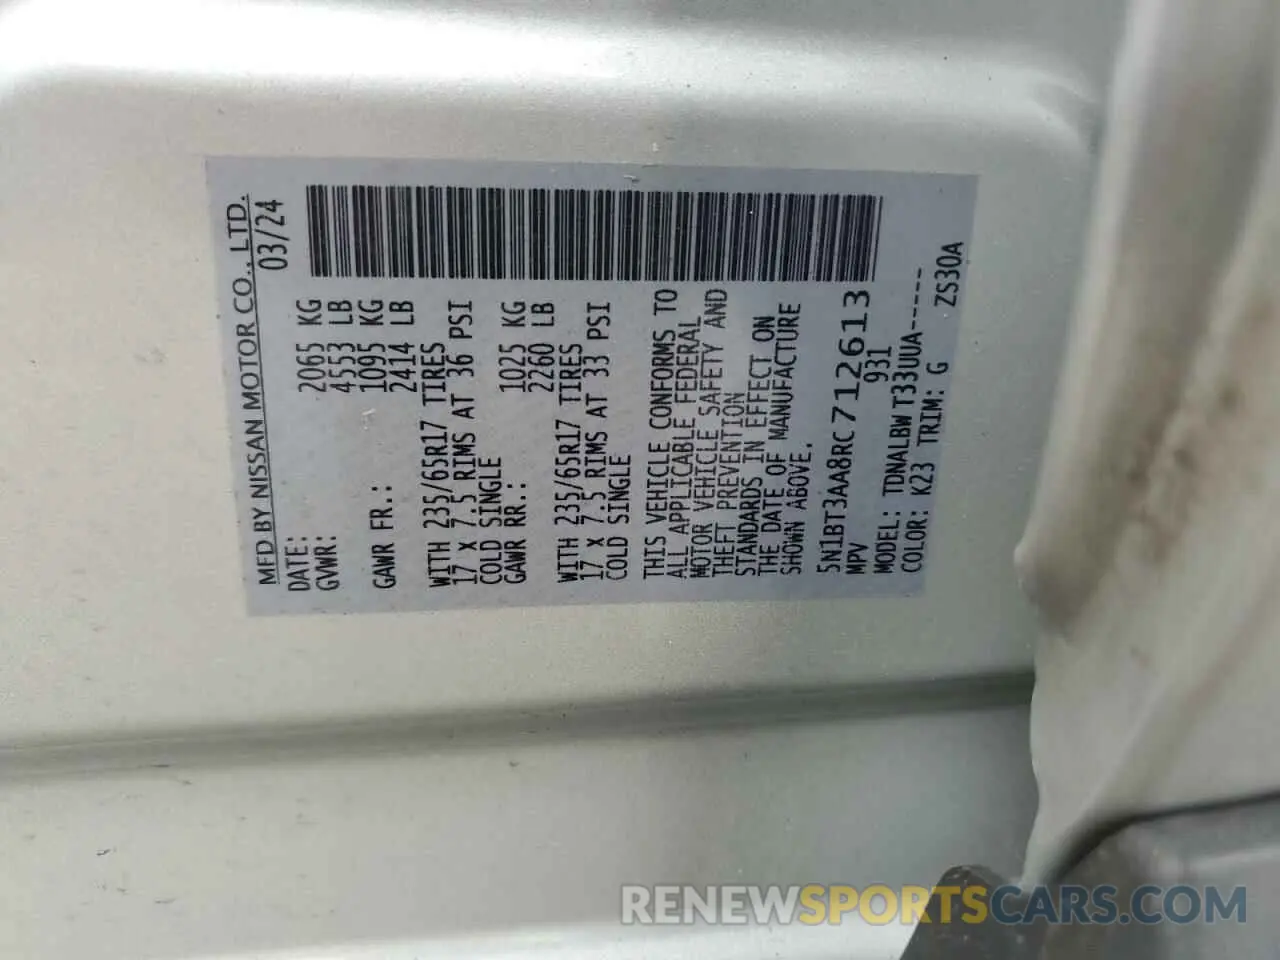 MFD BY NISSAN MOTOR CO., LTD.
DATE: 03/24
GVWR: 2065 KG
4553 LB
GAWR FR.: 1095 KG
2414 LB
WITH 235/65R17 TIRES
17 x 7.5 RIMS AT 36 PSI
COLD SINGLE
GAWR RR.: 1025 KG
2260 LB
WITH 235/65R17 TIRES
17 x 7.5 RIMS AT 33 PSI
COLD SINGLE
THIS VEHICLE CONFORMS TO
ALL APPLICABLE FEDERAL
MOTOR VEHICLE SAFETY AND
THEFT PREVENTION
STANDARDS IN EFFECT ON
THE DATE OF MANUFACTURE
SHOWN ABOVE.
5N1BT3AA8RC712613
MPV 931
MODEL: TDNALBW T33UUA-----
COLOR: K23 TRIM: G ZS30A
RENEWSPORTSCARS.COM